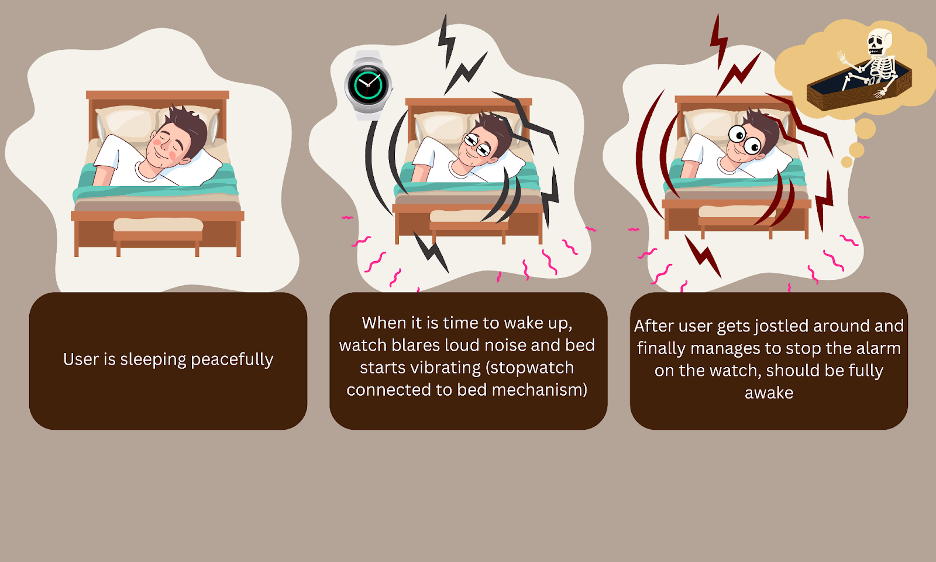 User is sleeping peacefully
When it is time to wake up,
watch blares loud noise and bed
starts vibrating (stopwatch
connected to bed mechanism)
After user gets jostled around and
finally manages to stop the alarm
on the watch, should be fully
awake